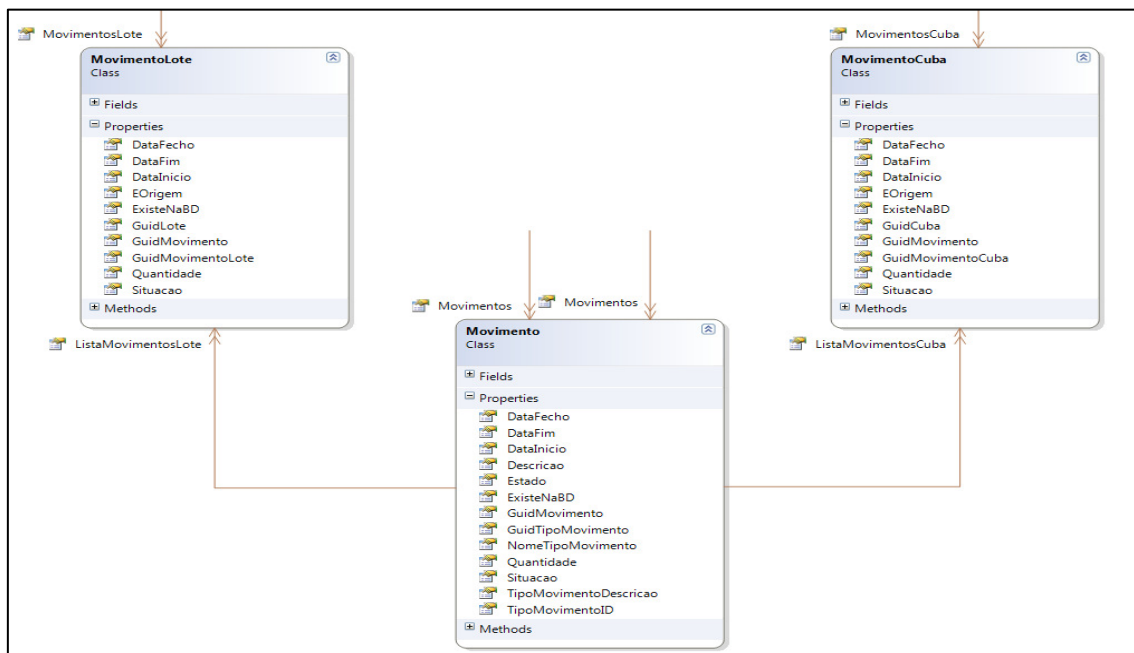 MovimentosLote
MovimentoLote
Class
Fields
Properties
DataFecho
DataFim
DataInicio
EOrigem
ExisteNaBD
GuidLote
GuidMovimento
GuidMovimentoLote
Quantidade
Situacao
Methods
ListaMovimentosLote
MovimentosCuba
MovimentoCuba
Class
Fields
Properties
DataFecho
DataFim
DataInicio
EOrigem
ExisteNaBD
GuidCuba
GuidMovimento
GuidMovimentoCuba
Quantidade
Situacao
Methods
ListaMovimentosCuba
Movimentos
Movimentos
Movimento
Class
Fields
Properties
DataFecho
DataFim
DataInicio
Descricao
Estado
ExisteNaBD
GuidMovimento
GuidTipoMovimento
NomeTipoMovimento
Quantidade
Situacao
TipoMovimentoDescricao
TipoMovimentoID
Methods